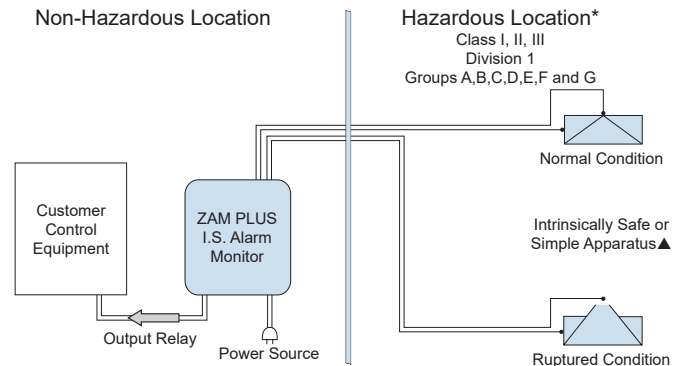 Non-Hazardous Location
Hazardous Location*
Class I, II, III
Division 1
Groups A,B,C,D,E,F and G
Normal Condition
Customer
Control
Equipment
ZAM PLUS
I.S. Alarm
Monitor
Intrinsically Safe or
Simple Apparatus▲
Output Relay
Power Source
Ruptured Condition